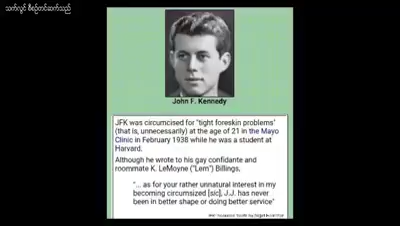 သက်လွင် စီစဉ်တင်ဆက်သည်
John F. Kennedy
JFK was circumcised for "tight foreskin problems"
(that is, unnecessarily) at the age of 21 in the Mayo
Clinic in February 1938 while he was a student at
Harvard.
Although he wrote to his gay confidante and
roommate K. LeMoyne ("Lem") Billings,
"... as for your rather unnatural interest in my
becoming circumsized [sic], J.J. has never
been in better shape or doing better service"